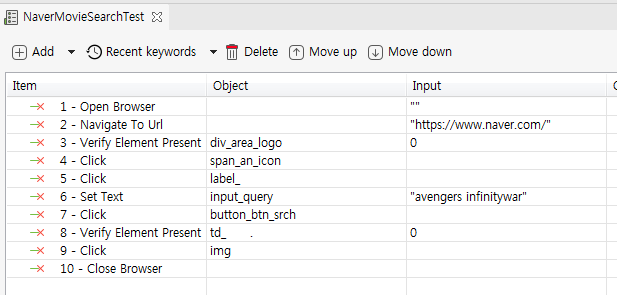 NaverMovieSearchTest
Add Recent keywords Delete Move up Move down
Item Object Input
1 - Open Browser ""
2 - Navigate To Url "https://www.naver.com/"
3 - Verify Element Present div_area_logo 0
4 - Click span_an_icon
5 - Click label_
6 - Set Text input_query "avengers infinitywar"
7 - Click button_btn_srch
8 - Verify Element Present td_ . 0
9 - Click img
10 - Close Browser